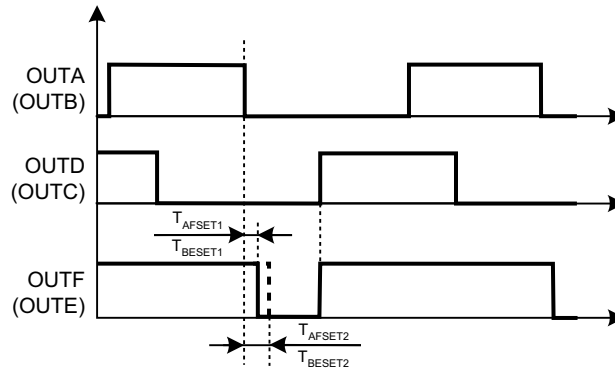 OUTA
(OUTB)
OUTD
(OUTC)
TAFSET1
TBESET1
OUTF
(OUTE)
TAFSET2
TBESET2